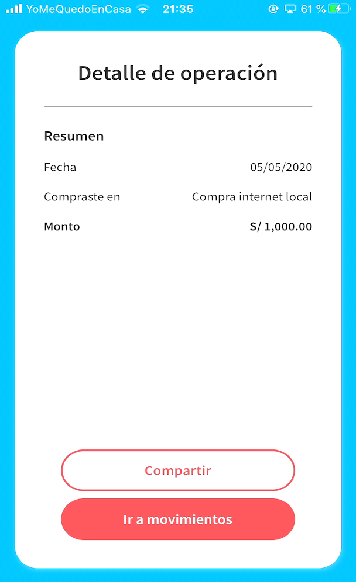 YoMeQuedoEnCasa 21:35 61 %
Detalle de operación
Resumen
Fecha 05/05/2020
Compraste en Compra internet local
Monto S/ 1,000.00
Compartir
Ir a movimientos